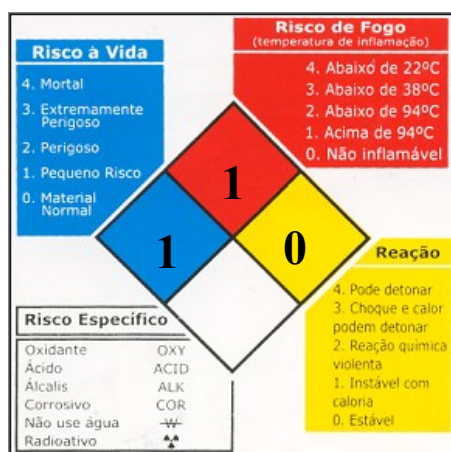 Risco à Vida
4. Mortal
3. Extremamente
Perigoso
2. Perigoso
1. Pequeno Risco
0. Material
Normal
Risco de Fogo
(temperatura de inflamação)
4. Abaixo de 22ºC
3. Abaixo de 38ºC
2. Abaixo de 94ºC
1. Acima de 94ºC
0. Não inflamável
1
1
0
Reação
4. Pode detonar
3. Choque e calor
podem detonar
2. Reação química
violenta
1. Instável com
caloria
0. Estável
Risco Específico
Oxidante OXY
Ácido ACID
Álcalis ALK
Corrosivo COR
Não use água W
Radioativo